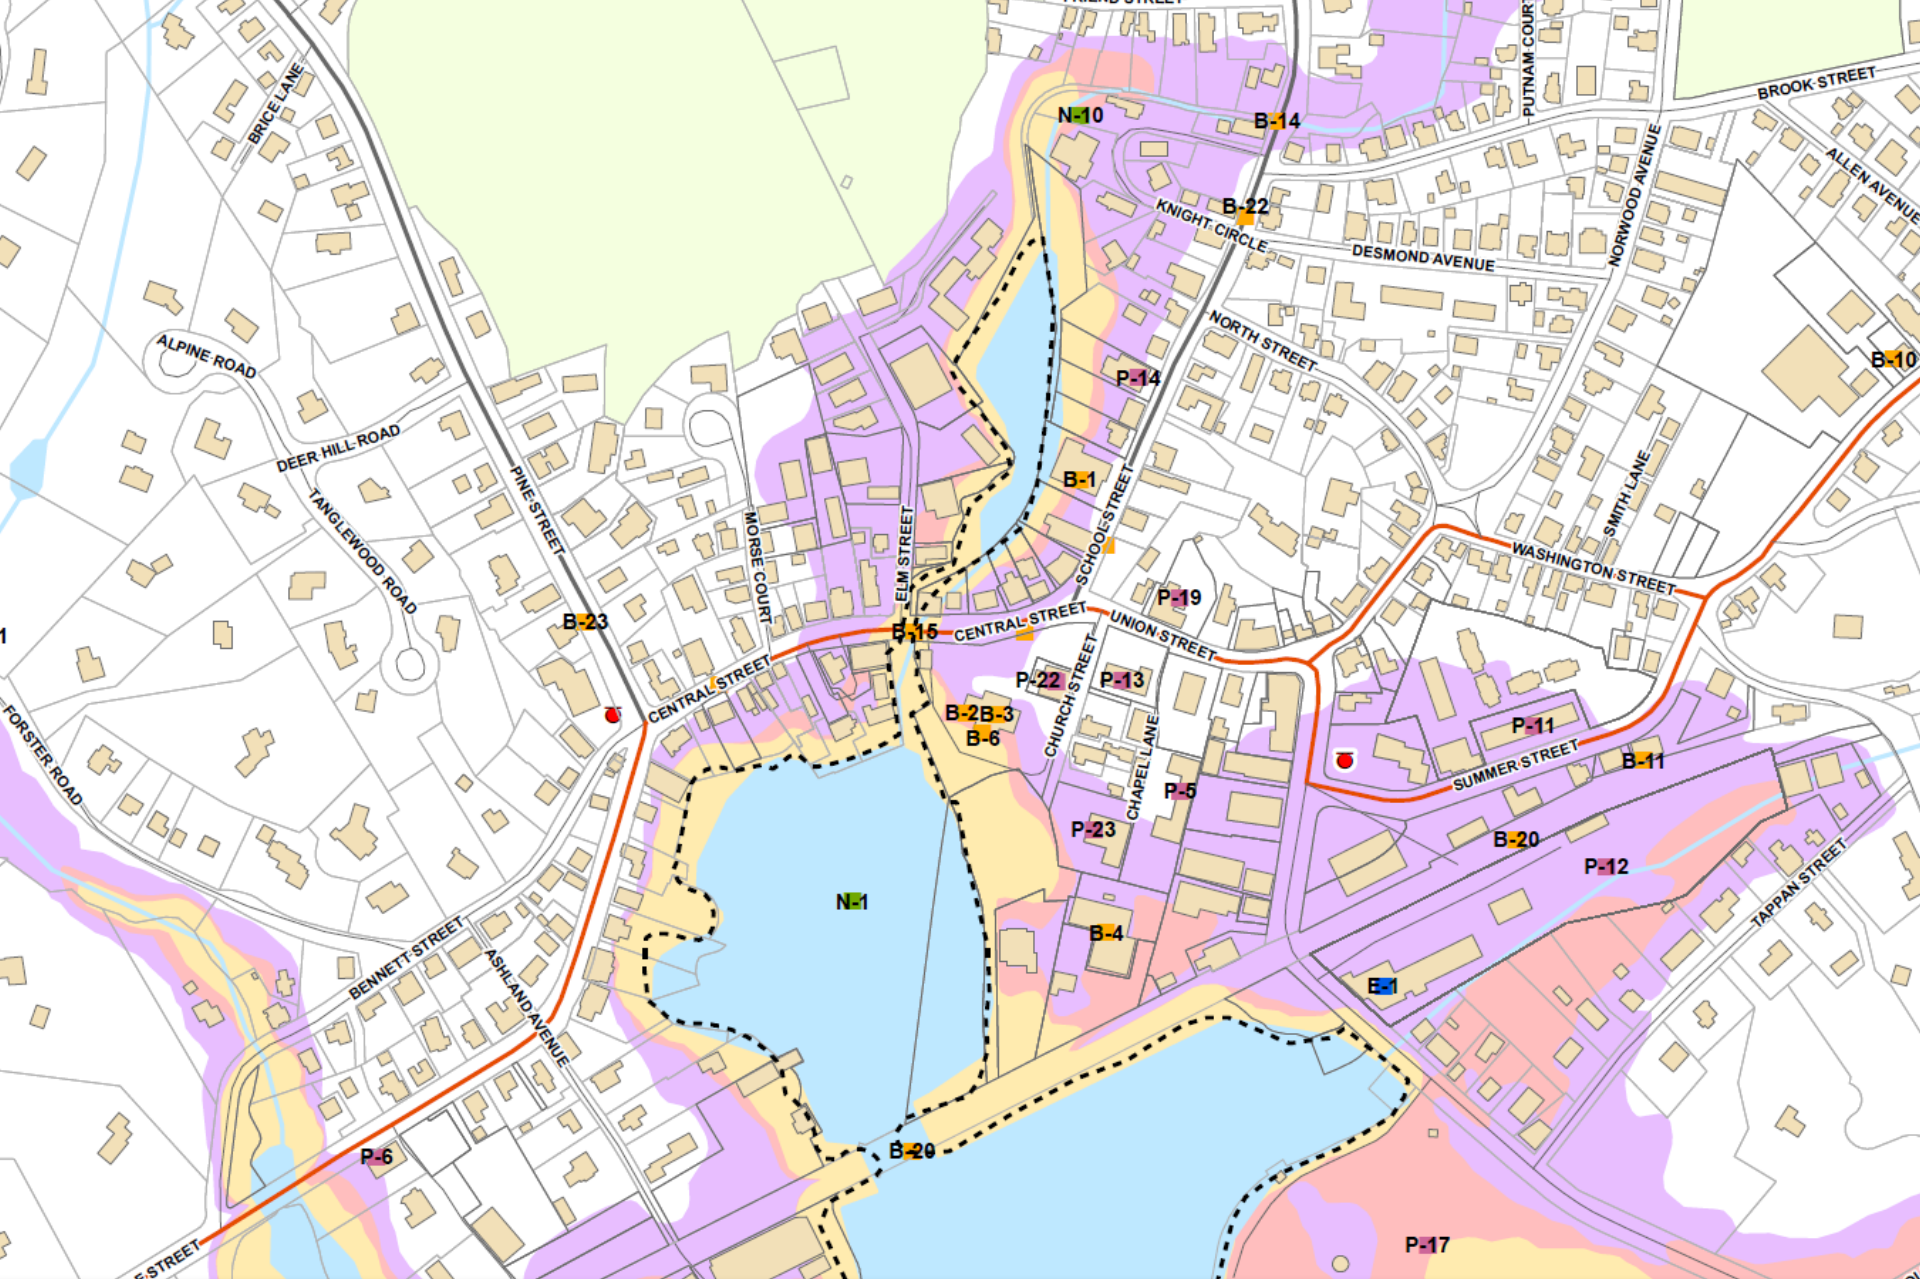 FRIEND STREET
PUTNAM COURT
BROOK STREET
BRICE LANE
N-10
B-14
ALLEN AVENUE
NORWOOD AVENUE
B-22
KNIGHT CIRCLE
DESMOND AVENUE
ALPINE ROAD
NORTH STREET
B-10
P-14
DEER HILL ROAD
PINE STREET
B-1
SMITH LANE
TANGLEWOOD ROAD
MORSE COURT
ELM STREET
SCHOOL STREET
WASHINGTON STREET
P-19
B-23
1
B-15
CENTRAL STREET
UNION STREET
P-22
P-13
CHURCH STREET
CENTRAL STREET
B-2
B-3
B-6
P-11
FORSTER ROAD
CHAPEL LANE
SUMMER STREET
B-11
P-5
P-23
B-20
P-12
TAPPAN STREET
N-1
B-4
BENNETT STREET
ASHLAND AVENUE
E-1
P-6
B-20
P-17
E STREET